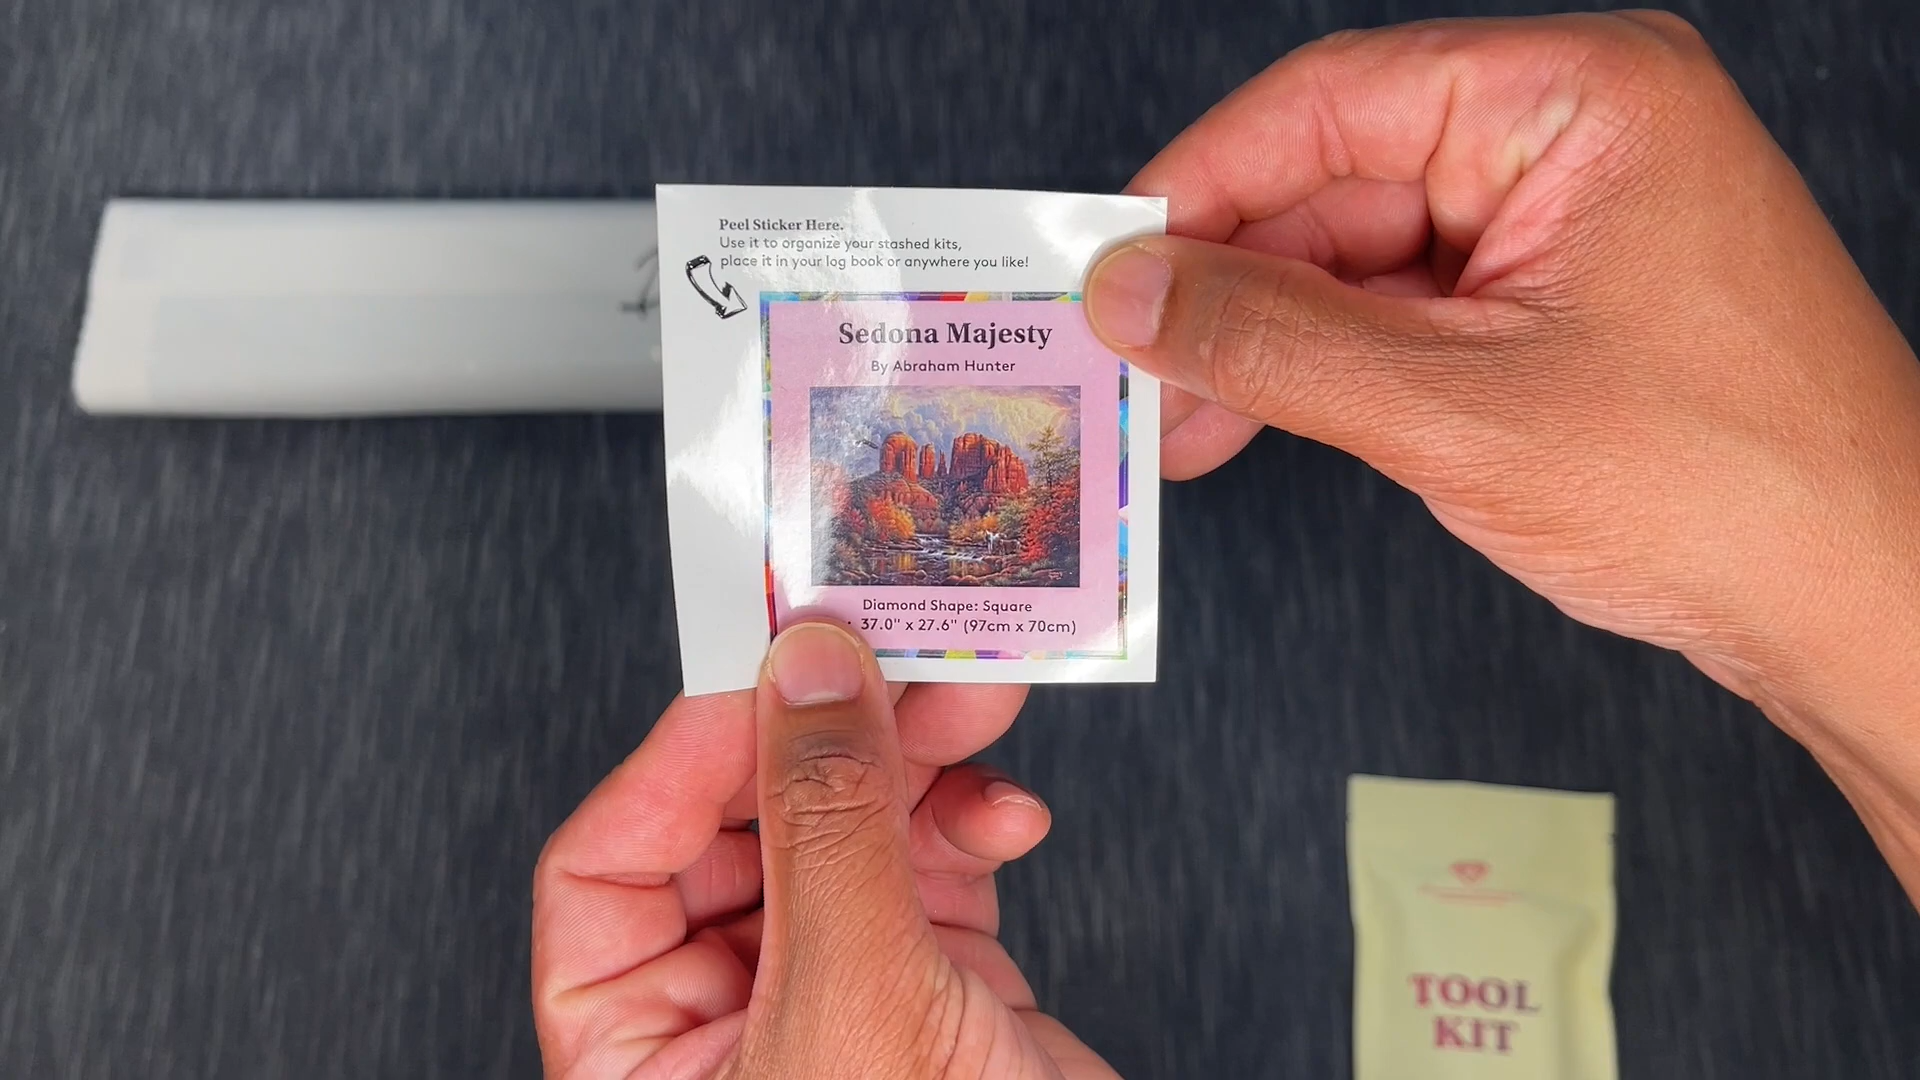 Peel Sticker Here.
Use it to organize your stashed kits,
place it in your log book or anywhere you like!
Sedona Majesty
By Abraham Hunter
Diamond Shape: Square
37.0" x 27.6" (97cm x 70cm)
TOOL
KIT